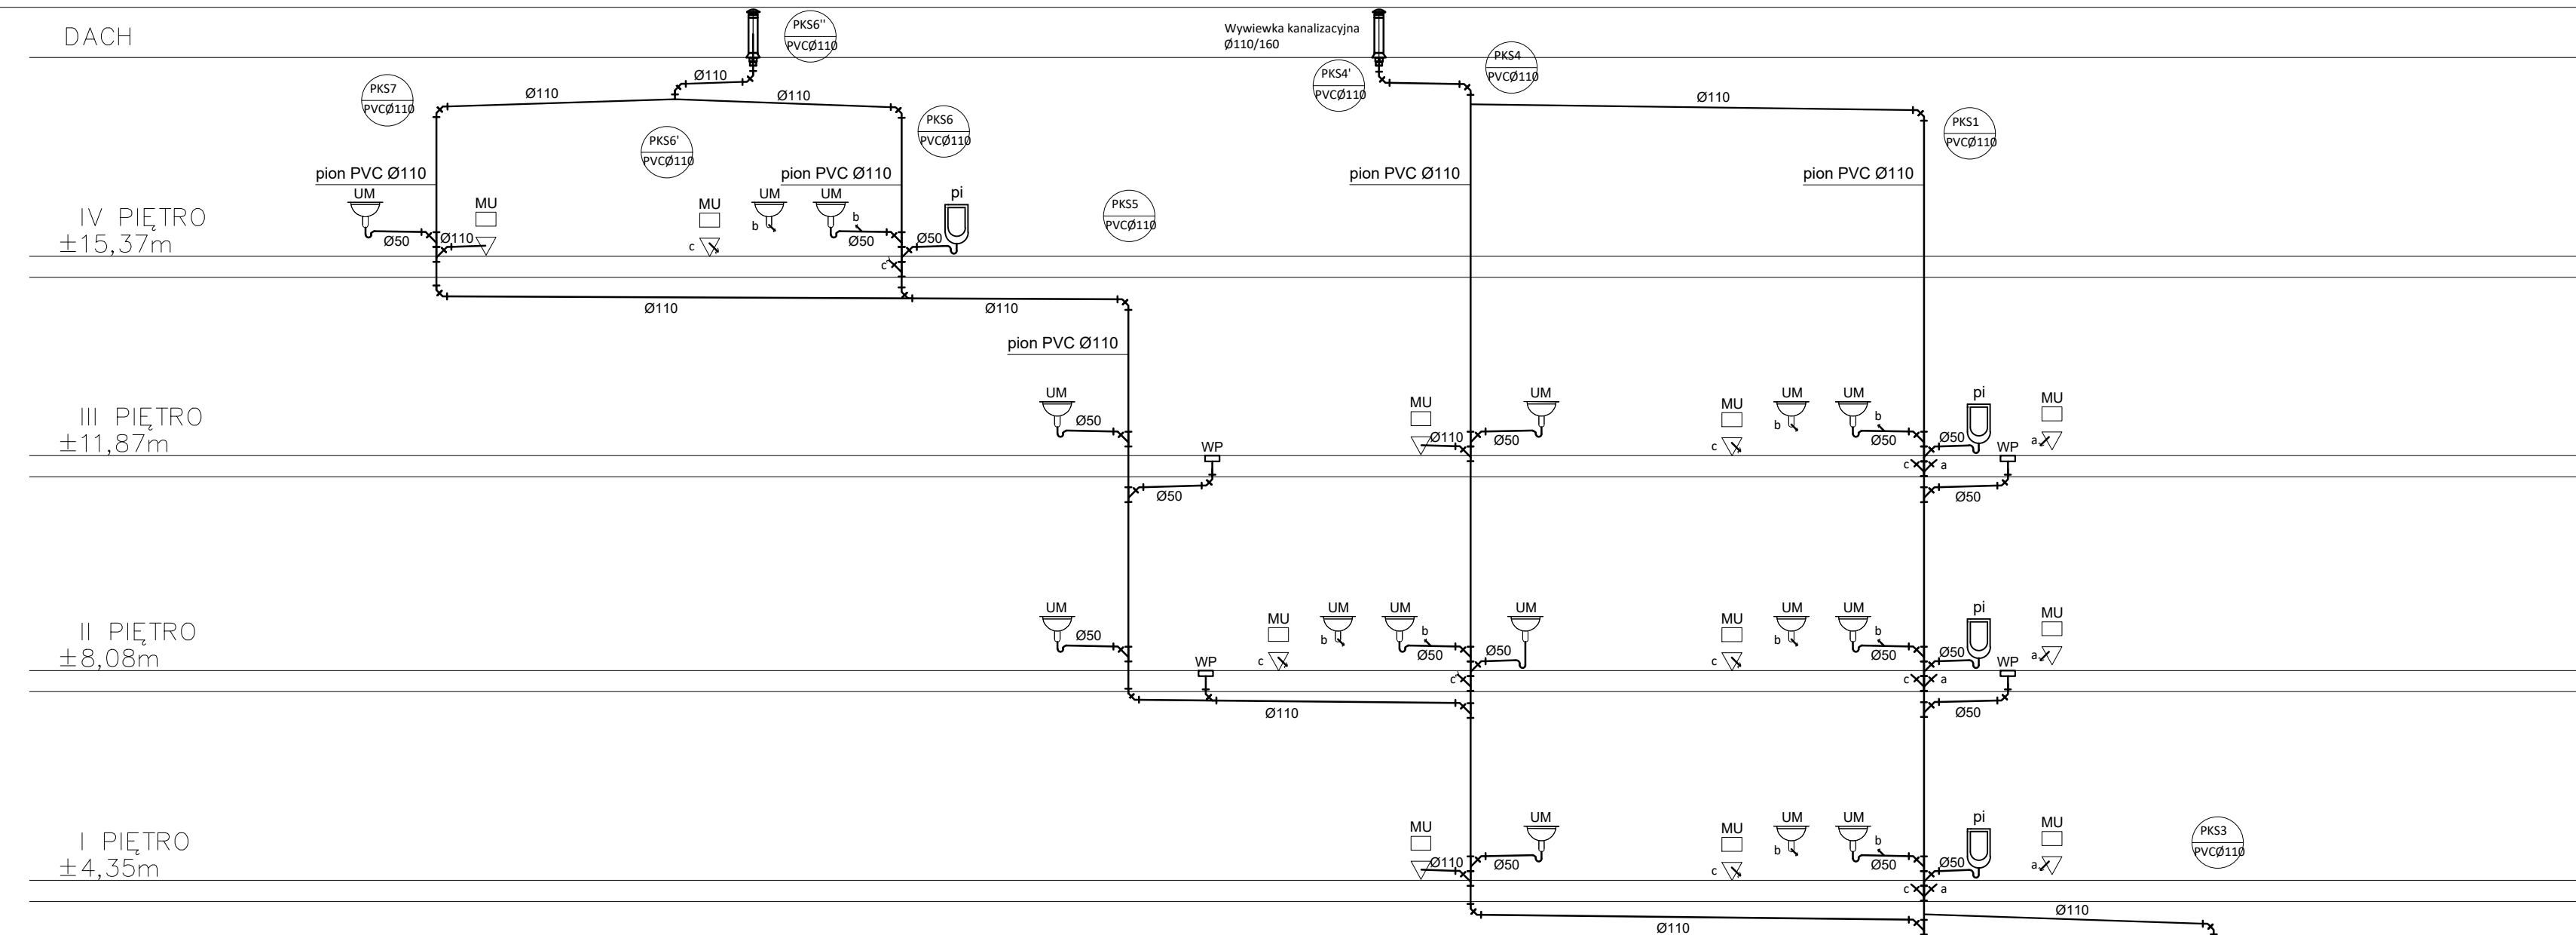 DACH
PKS6''
PVCØ110
Wywiewka kanalizacyjna
Ø110/160
PKS4
PVCØ110
PKS4'
PVCØ110
PKS7
PVCØ110
Ø110
Ø110
Ø110
Ø110
PKS6'
PVCØ110
PKS6
PVCØ110
PKS1
PVCØ110
pion PVC Ø110
pion PVC Ø110
pion PVC Ø110
pion PVC Ø110
IV PIĘTRO
±15,37m
UM
MU
MU
UM
UM
pi
b
b
c
c
Ø50
Ø110
Ø50
Ø50
PKS5
PVCØ110
Ø110
Ø110
pion PVC Ø110
III PIĘTRO
±11,87m
UM
Ø50
WP
Ø50
MU
Ø110
UM
Ø50
MU
c
UM
b
UM
b
Ø50
pi
Ø50
MU
a
WP
c
a
Ø50
II PIĘTRO
±8,08m
UM
Ø50
WP
MU
c
UM
b
UM
b
Ø50
UM
Ø50
c
Ø110
MU
c
UM
b
UM
b
Ø50
pi
Ø50
MU
a
WP
c
a
Ø50
I PIĘTRO
±4,35m
MU
Ø110
UM
Ø50
MU
c
UM
b
UM
b
Ø50
pi
Ø50
MU
a
c
a
PKS3
PVCØ110
Ø110
Ø110